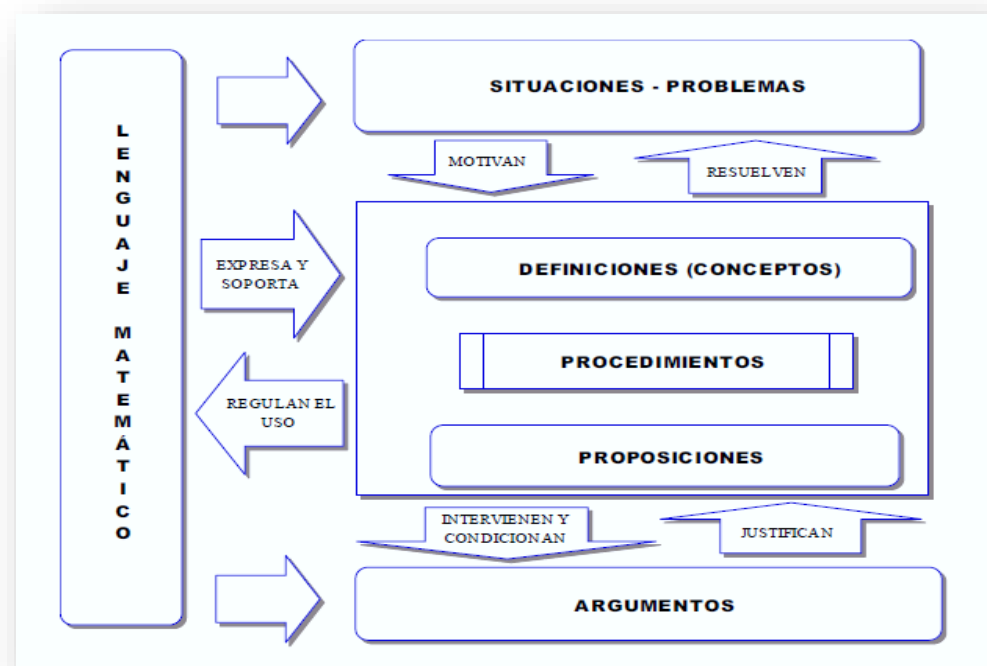 LENGUAJE MATEMÁTICO
SITUACIONES - PROBLEMAS
MOTIVAN
RESUELVEN
EXPRESA Y
SOPORTA
DEFINICIONES (CONCEPTOS)
PROCEDIMIENTOS
REGULAN EL
USO
PROPOSICIONES
INTERVIENEN Y
CONDICIONAN
JUSTIFICAN
ARGUMENTOS